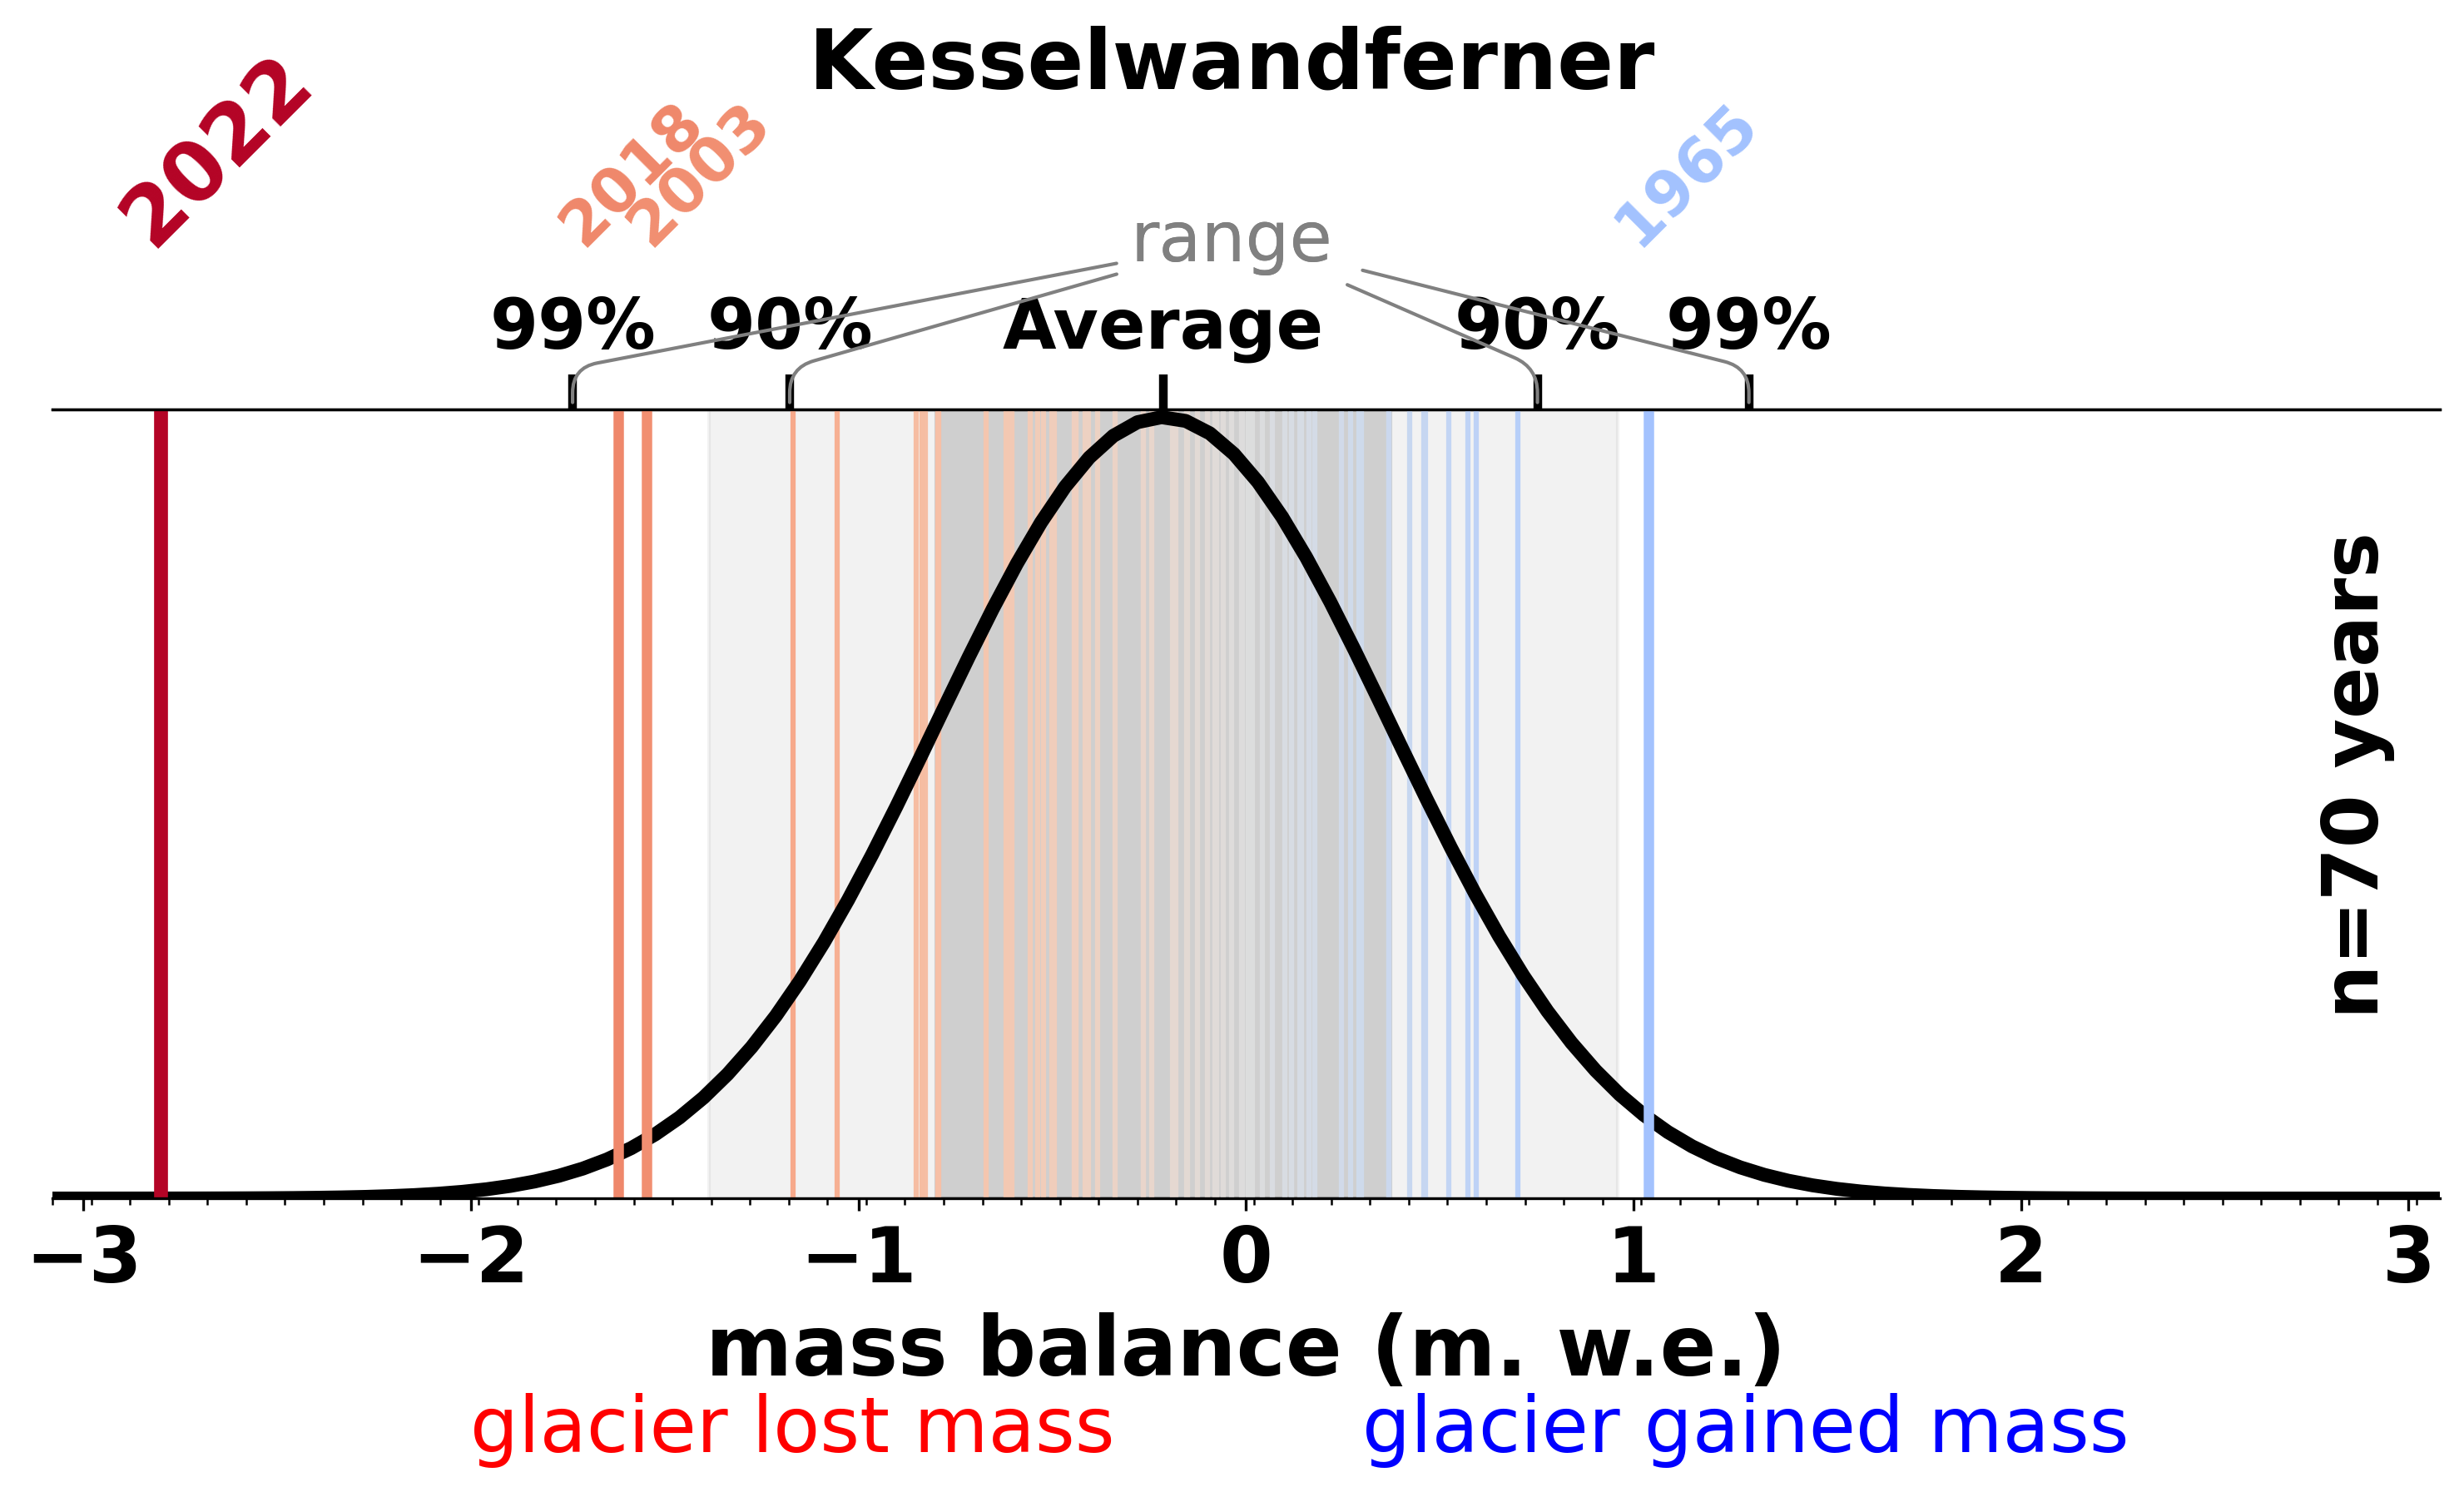 Kesselwandferner
2022
2018
2003
1965
range
99% 90% Average 90% 99%
n=70 years
−3 −2 −1 0 1 2 3
mass balance (m. w.e.)
glacier lost mass glacier gained mass